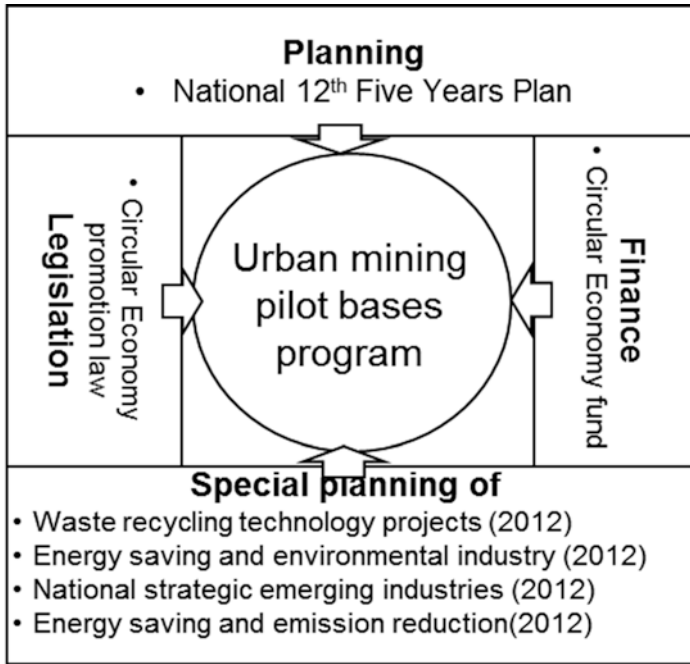 Planning
• National 12th Five Years Plan
Legislation
• Circular Economy
promotion law
Urban mining
pilot bases
program
Finance
• Circular Economy fund
Special planning of
• Waste recycling technology projects (2012)
• Energy saving and environmental industry (2012)
• National strategic emerging industries (2012)
• Energy saving and emission reduction(2012)